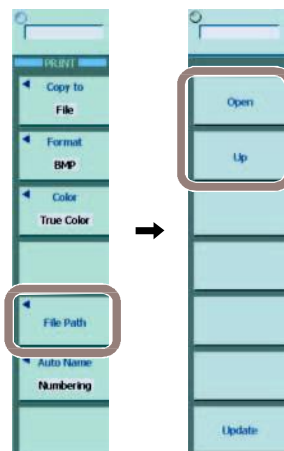 PRINT
Copy to
File
Format
BMP
Color
True Color
File Path
Auto Name
Numbering
Open
Up
Update